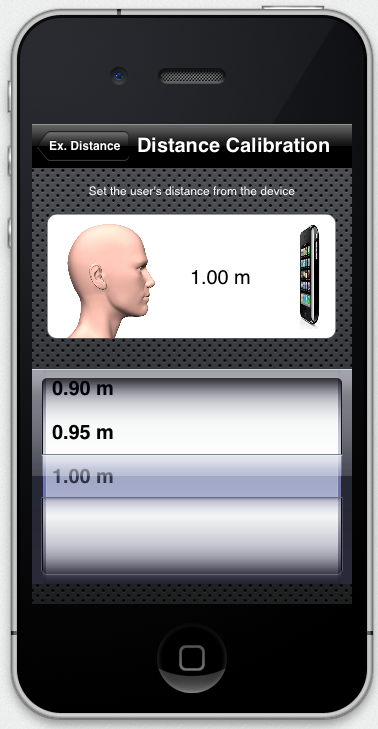 Ex. Distance
Distance Calibration
Set the user's distance from the device
1.00 m
0.90 m
0.95 m
1.00 m